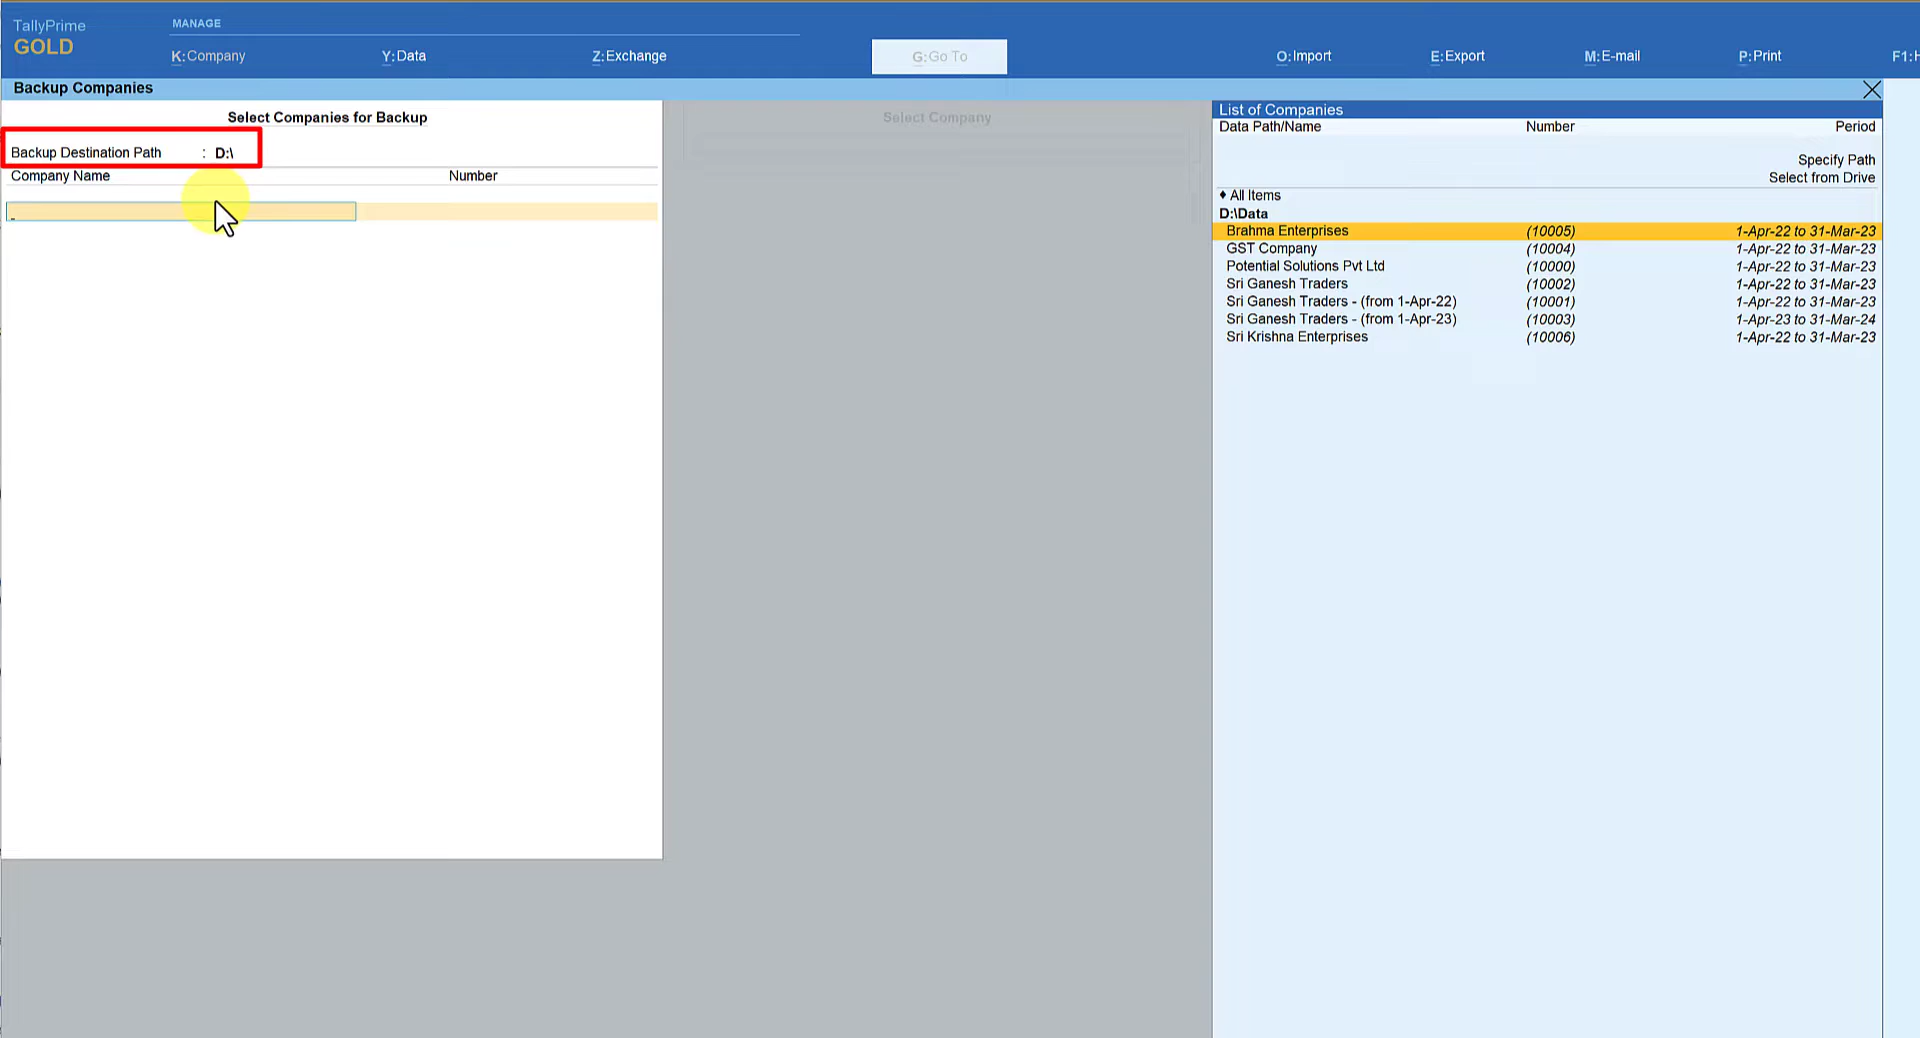 TallyPrime
GOLD
MANAGE
K:Company
Y:Data
Z:Exchange
G:Go To
O:Import
E:Export
M:E-mail
P:Print
F1:H
Backup Companies
Select Companies for Backup
Backup Destination Path : D:\
Company Name Number
Select Company
List of Companies
Data Path/Name Number Period
Specify Path
Select from Drive
♦ All Items
D:\Data
Brahma Enterprises (10005) 1-Apr-22 to 31-Mar-23
GST Company (10004) 1-Apr-22 to 31-Mar-23
Potential Solutions Pvt Ltd (10000) 1-Apr-22 to 31-Mar-23
Sri Ganesh Traders (10002) 1-Apr-22 to 31-Mar-23
Sri Ganesh Traders - (from 1-Apr-22) (10001) 1-Apr-22 to 31-Mar-23
Sri Ganesh Traders - (from 1-Apr-23) (10003) 1-Apr-23 to 31-Mar-24
Sri Krishna Enterprises (10006) 1-Apr-22 to 31-Mar-23